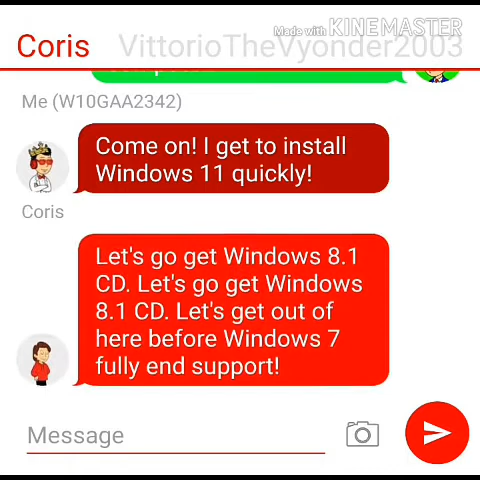 Made with KINEMASTER
Coris VittorioTheVyonder2003
Me (W10GAA2342)
Come on! I get to install
Windows 11 quickly!
Coris
Let's go get Windows 8.1
CD. Let's go get Windows
8.1 CD. Let's get out of
here before Windows 7
fully end support!
Message